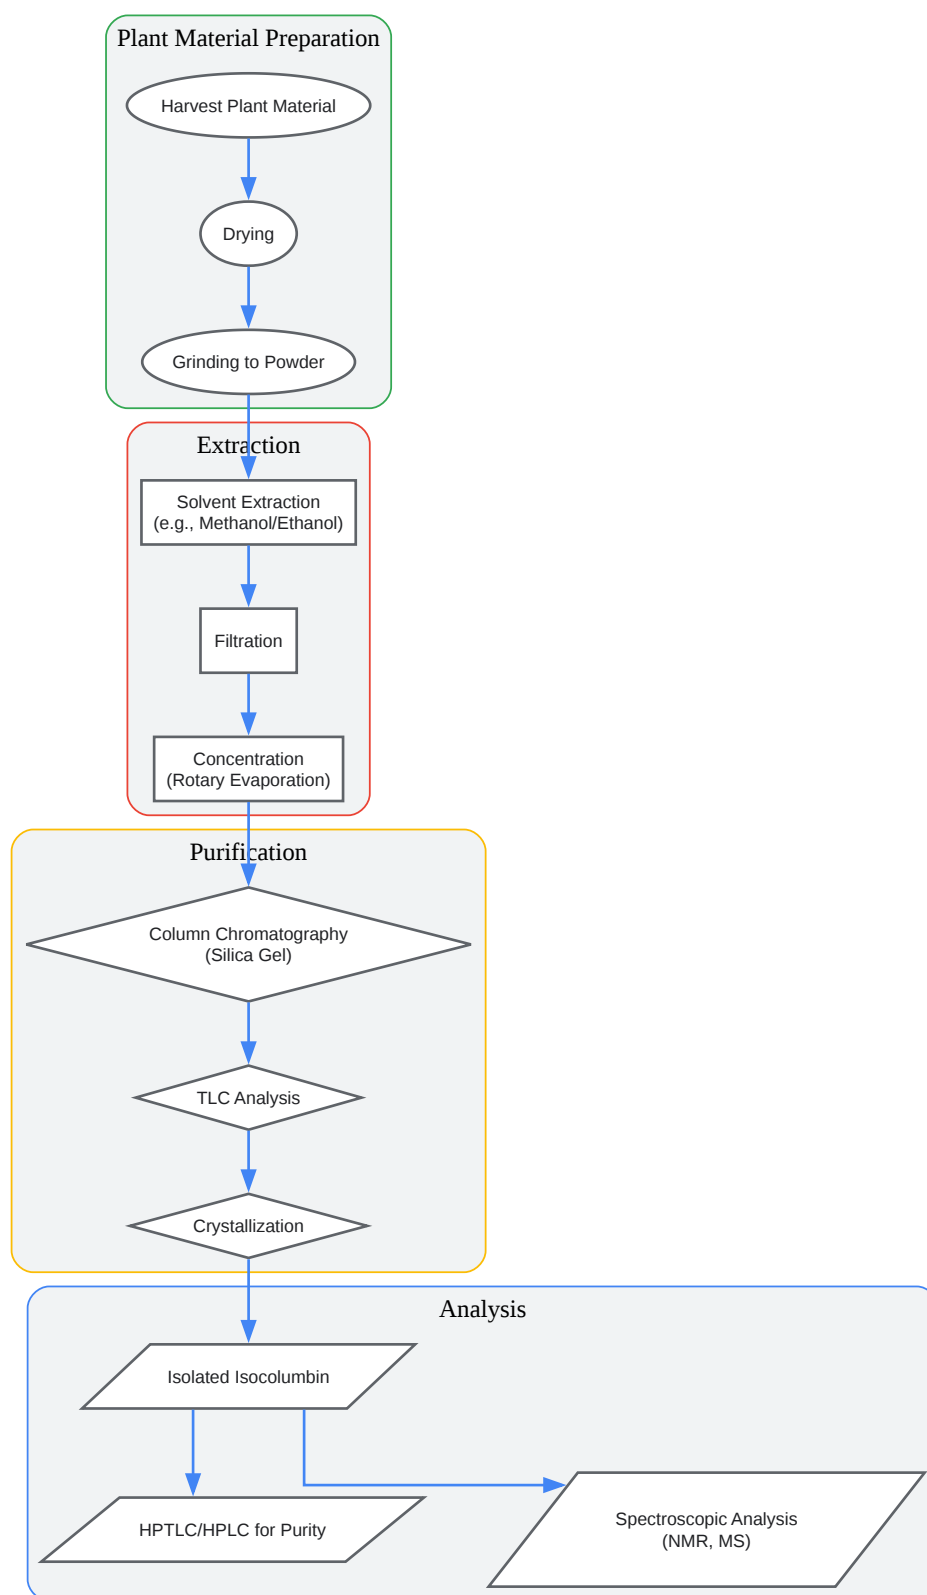 Plant Material Preparation
Harvest Plant Material
Drying
Grinding to Powder
Extraction
Solvent Extraction
(e.g., Methanol/Ethanol)
Filtration
Concentration
(Rotary Evaporation)
Purification
Column Chromatography
(Silica Gel)
TLC Analysis
Crystallization
Analysis
Isolated Isocolumbin
HPTLC/HPLC for Purity
Spectroscopic Analysis
(NMR, MS)